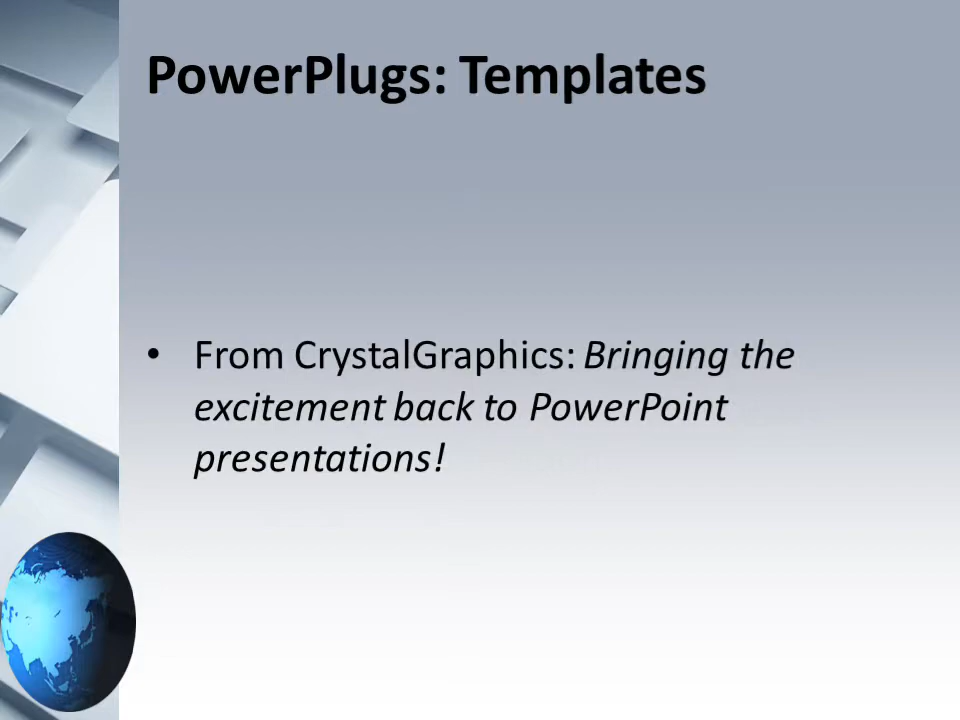 PowerPlugs: Templates
• From CrystalGraphics: Bringing the
excitement back to PowerPoint
presentations!